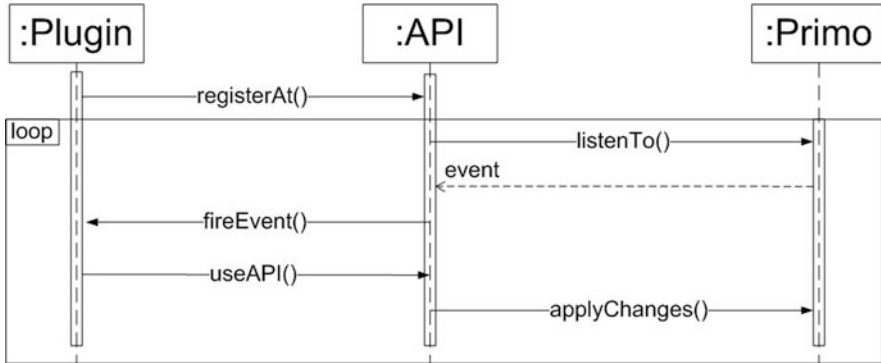 :Plugin
:API
:Primo
registerAt()
loop
listenTo()
event
fireEvent()
useAPI()
applyChanges()